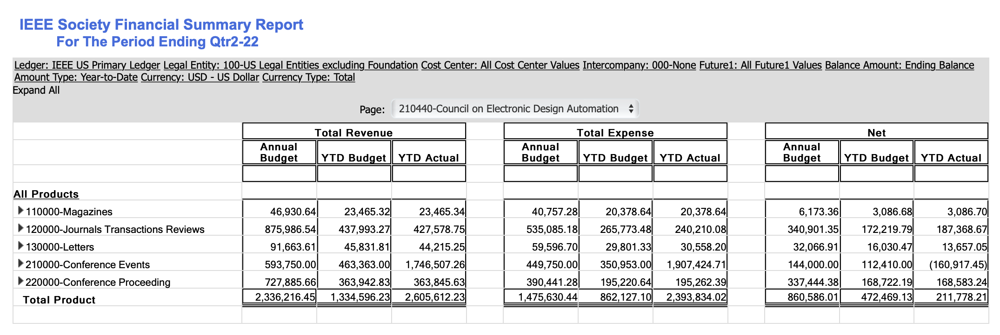 IEEE Society Financial Summary Report
For The Period Ending Qtr2-22
Ledger: IEEE US Primary Ledger Legal Entity: 100-US Legal Entities excluding Foundation Cost Center: All Cost Center Values Intercompany: 000-None Future1: All Future1 Values Balance Amount: Ending Balance
Amount Type: Year-to-Date Currency: USD - US Dollar Currency Type: Total
Expand All
Page: 210440-Council on Electronic Design Automation
Total Revenue Total Expense Net
Annual Budget YTD Budget YTD Actual Annual Budget YTD Budget YTD Actual Annual Budget YTD Budget YTD Actual
All Products
110000-Magazines 46,930.64 23,465.32 23,465.34 40,757.28 20,378.64 20,378.64 6,173.36 3,086.68 3,086.70
120000-Journals Transactions Reviews 875,986.54 437,993.27 427,578.75 535,085.18 265,773.48 240,210.08 340,901.35 172,219.79 187,368.67
130000-Letters 91,663.61 45,831.81 44,215.25 59,596.70 29,801.33 30,558.20 32,066.91 16,030.47 13,657.05
210000-Conference Events 593,750.00 463,363.00 1,746,507.26 449,750.00 350,953.00 1,907,424.71 144,000.00 112,410.00 (160,917.45)
220000-Conference Proceeding 727,885.66 363,942.83 363,845.63 390,441.28 195,220.64 195,262.39 337,444.38 168,722.19 168,583.24
Total Product 2,336,216.45 1,334,596.23 2,605,612.23 1,475,630.44 862,127.10 2,393,834.02 860,586.01 472,469.13 211,778.21